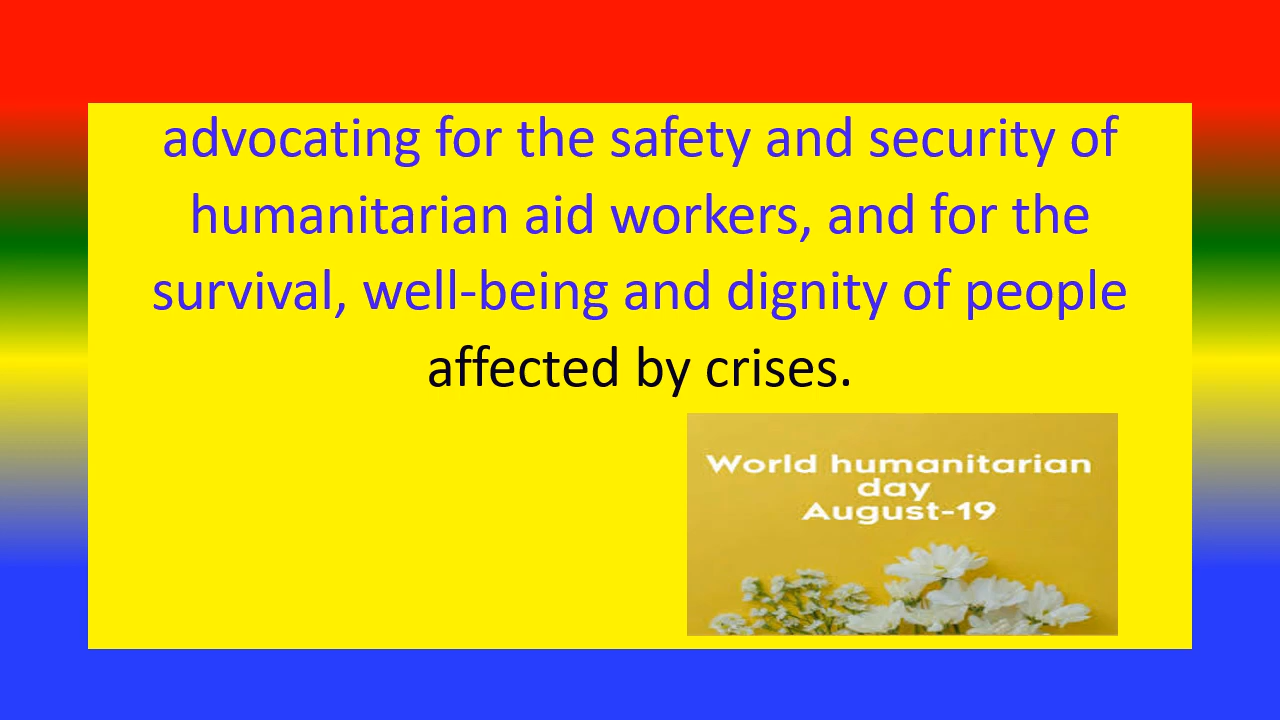 advocating for the safety and security of
humanitarian aid workers, and for the
survival, well-being and dignity of people
affected by crises.
World humanitarian
day
August-19